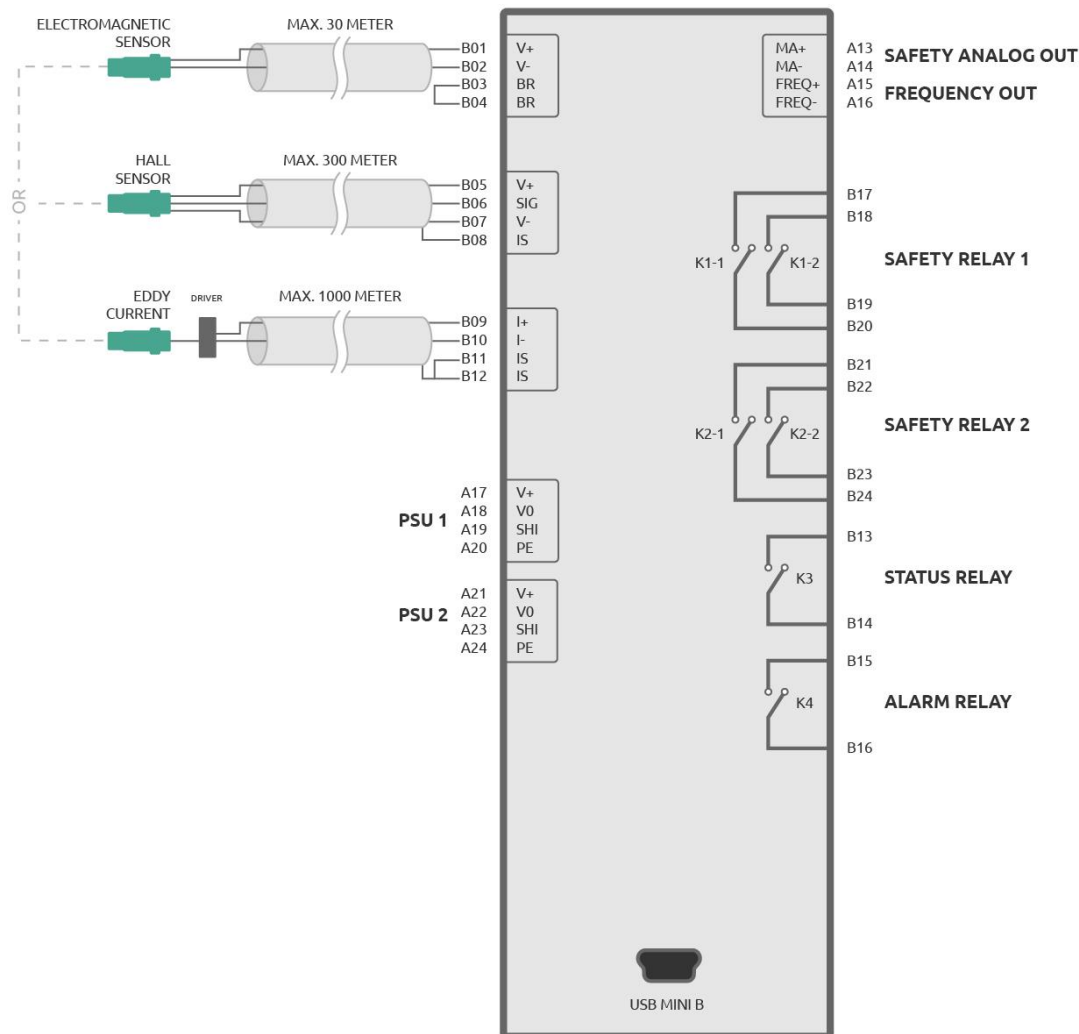 ELECTROMAGNETIC
SENSOR
MAX. 30 METER
B01 V+
B02 V-
B03 BR
B04 BR
HALL
SENSOR
MAX. 300 METER
B05 V+
B06 SIG
B07 V-
B08 IS
OR
EDDY
CURRENT
DRIVER
MAX. 1000 METER
B09 I+
B10 I-
B11 IS
B12 IS
PSU 1
A17 V+
A18 V0
A19 SHI
A20 PE
PSU 2
A21 V+
A22 V0
A23 SHI
A24 PE
MA+ A13
MA- A14
SAFETY ANALOG OUT
FREQ+ A15
FREQ- A16
FREQUENCY OUT
B17
B18
K1-1 K1-2
SAFETY RELAY 1
B19
B20
B21
B22
K2-1 K2-2
SAFETY RELAY 2
B23
B24
B13
K3
STATUS RELAY
B14
B15
K4
ALARM RELAY
B16
USB MINI B